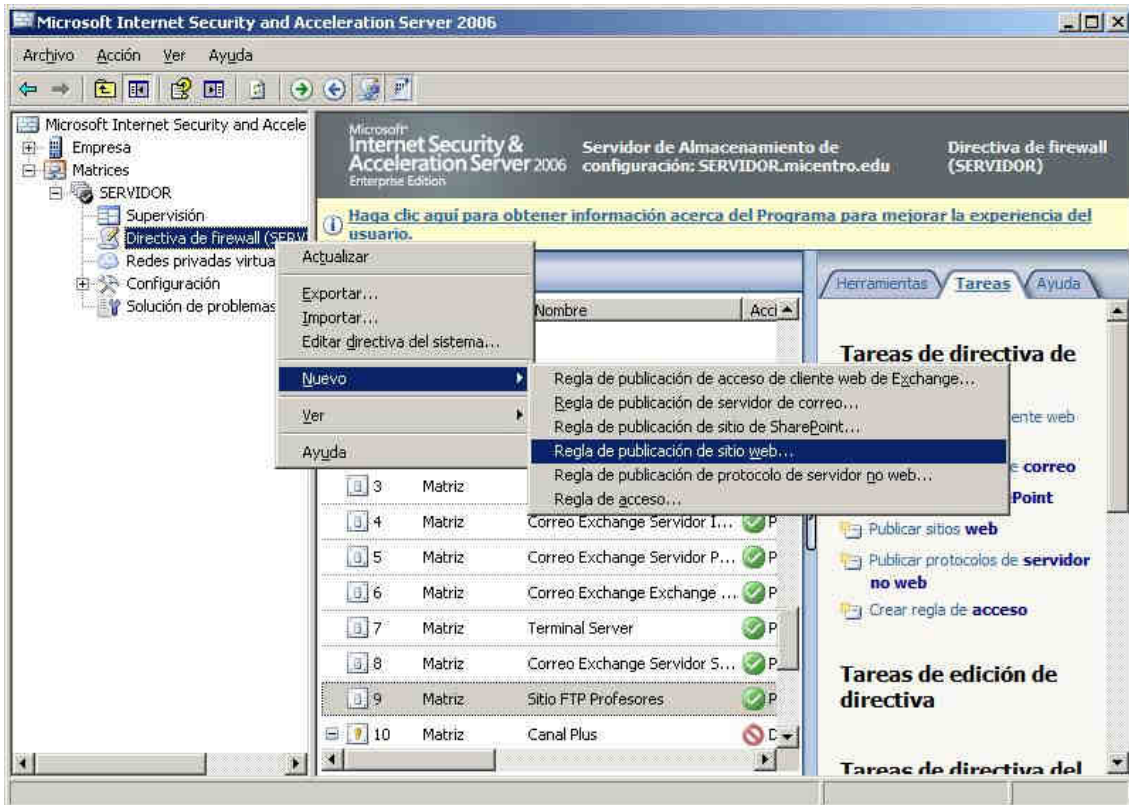 Microsoft Internet Security and Acceleration Server 2006
Archivo Acción Ver Ayuda
Microsoft Internet Security and Accele
Empresa
Matrices
SERVIDOR
Supervisión
Directiva de firewall (SERV
Redes privadas virtua
Configuración
Solución de problemas
Microsoft
Internet Security &
Acceleration Server 2006
Enterprise Edition
Servidor de Almacenamiento de
configuración: SERVIDOR.micentro.edu
Directiva de firewall
(SERVIDOR)
Haga clic aquí para obtener información acerca del Programa para mejorar la experiencia del
usuario.
Actualizar
Exportar...
Importar...
Editar directiva del sistema...
Nuevo
Ver
Ayuda
Regla de publicación de acceso de cliente web de Exchange...
Regla de publicación de servidor de correo...
Regla de publicación de sitio de SharePoint...
Regla de publicación de sitio web...
Regla de publicación de protocolo de servidor no web...
Regla de acceso...
Nombre Acci
3 Matriz
4 Matriz Correo Exchange Servidor I... P
5 Matriz Correo Exchange Servidor P... P
6 Matriz Correo Exchange Exchange ... P
7 Matriz Terminal Server P
8 Matriz Correo Exchange Servidor S... P
9 Matriz Sitio FTP Profesores P
10 Matriz Canal Plus D
Herramientas Tareas Ayuda
Tareas de directiva de
ente web
e correo
Point
Publicar sitios web
Publicar protocolos de servidor
no web
Crear regla de acceso
Tareas de edición de
directiva
Tareas de directiva del